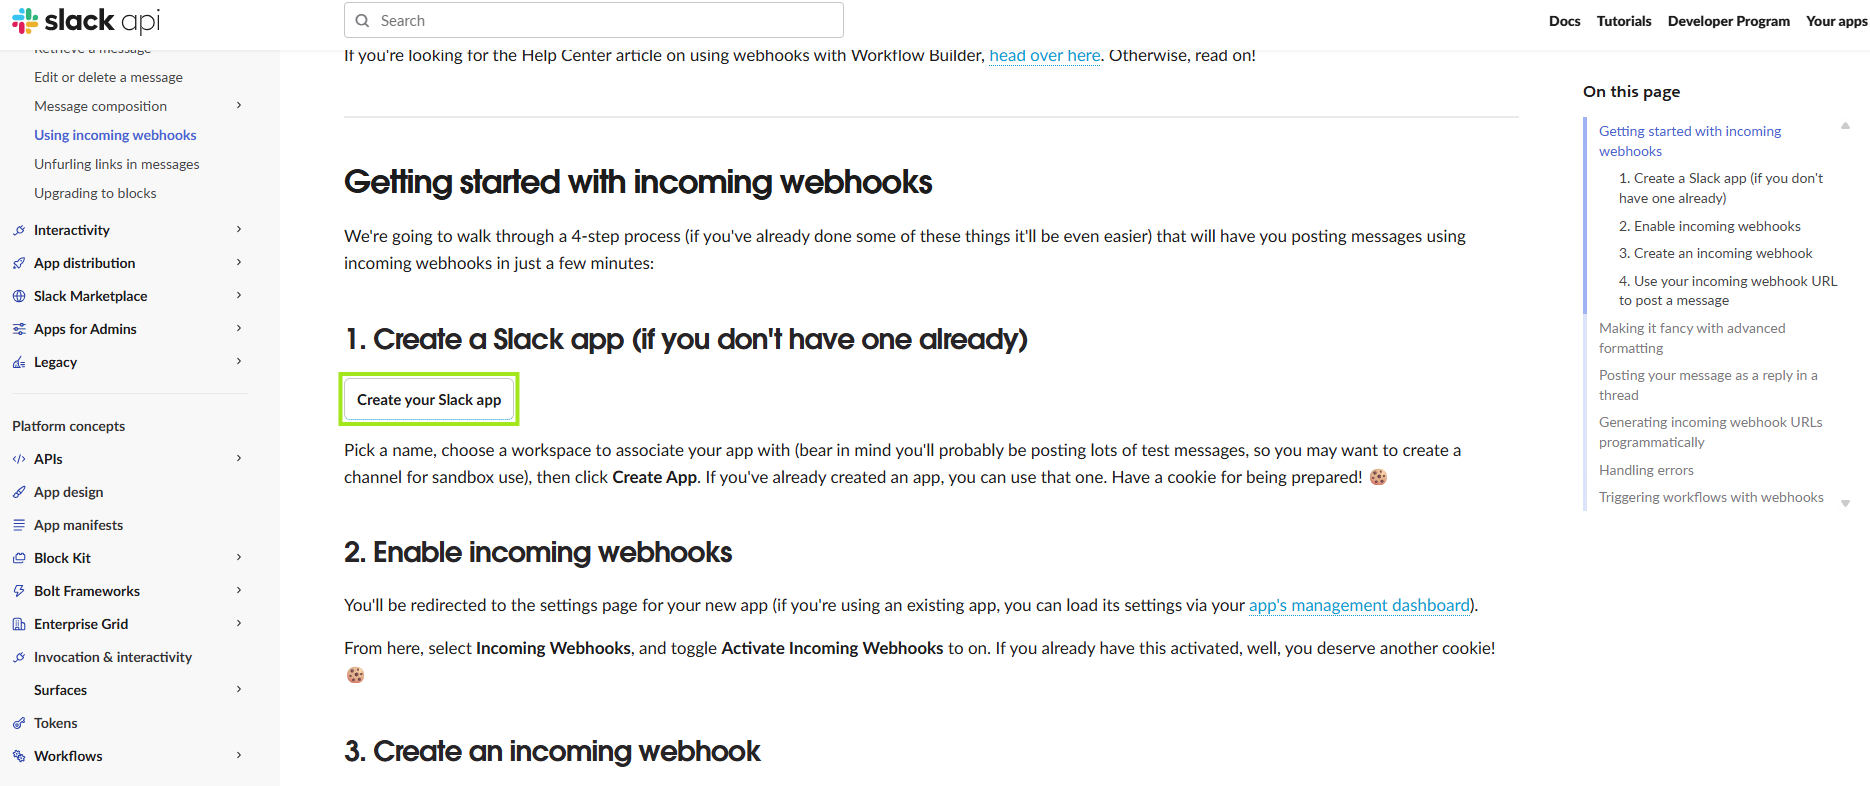 slack api
Search
Docs Tutorials Developer Program Your apps
Retrieve a message
Edit or delete a message
Message composition
Using incoming webhooks
Unfurling links in messages
Upgrading to blocks
Interactivity
App distribution
Slack Marketplace
Apps for Admins
Legacy
Platform concepts
APIs
App design
App manifests
Block Kit
Bolt Frameworks
Enterprise Grid
Invocation & interactivity
Surfaces
Tokens
Workflows
If you're looking for the Help Center article on using webhooks with Workflow Builder, head over here. Otherwise, read on!
Getting started with incoming webhooks
We're going to walk through a 4-step process (if you've already done some of these things it'll be even easier) that will have you posting messages using
incoming webhooks in just a few minutes:
1. Create a Slack app (if you don't have one already)
Create your Slack app
Pick a name, choose a workspace to associate your app with (bear in mind you'll probably be posting lots of test messages, so you may want to create a
channel for sandbox use), then click Create App. If you've already created an app, you can use that one. Have a cookie for being prepared! 🍪
2. Enable incoming webhooks
You'll be redirected to the settings page for your new app (if you're using an existing app, you can load its settings via your app's management dashboard).
From here, select Incoming Webhooks, and toggle Activate Incoming Webhooks to on. If you already have this activated, well, you deserve another cookie!
🍪
3. Create an incoming webhook
On this page
Getting started with incoming
webhooks
1. Create a Slack app (if you don't
have one already)
2. Enable incoming webhooks
3. Create an incoming webhook
4. Use your incoming webhook URL
to post a message
Making it fancy with advanced
formatting
Posting your message as a reply in a
thread
Generating incoming webhook URLs
programmatically
Handling errors
Triggering workflows with webhooks